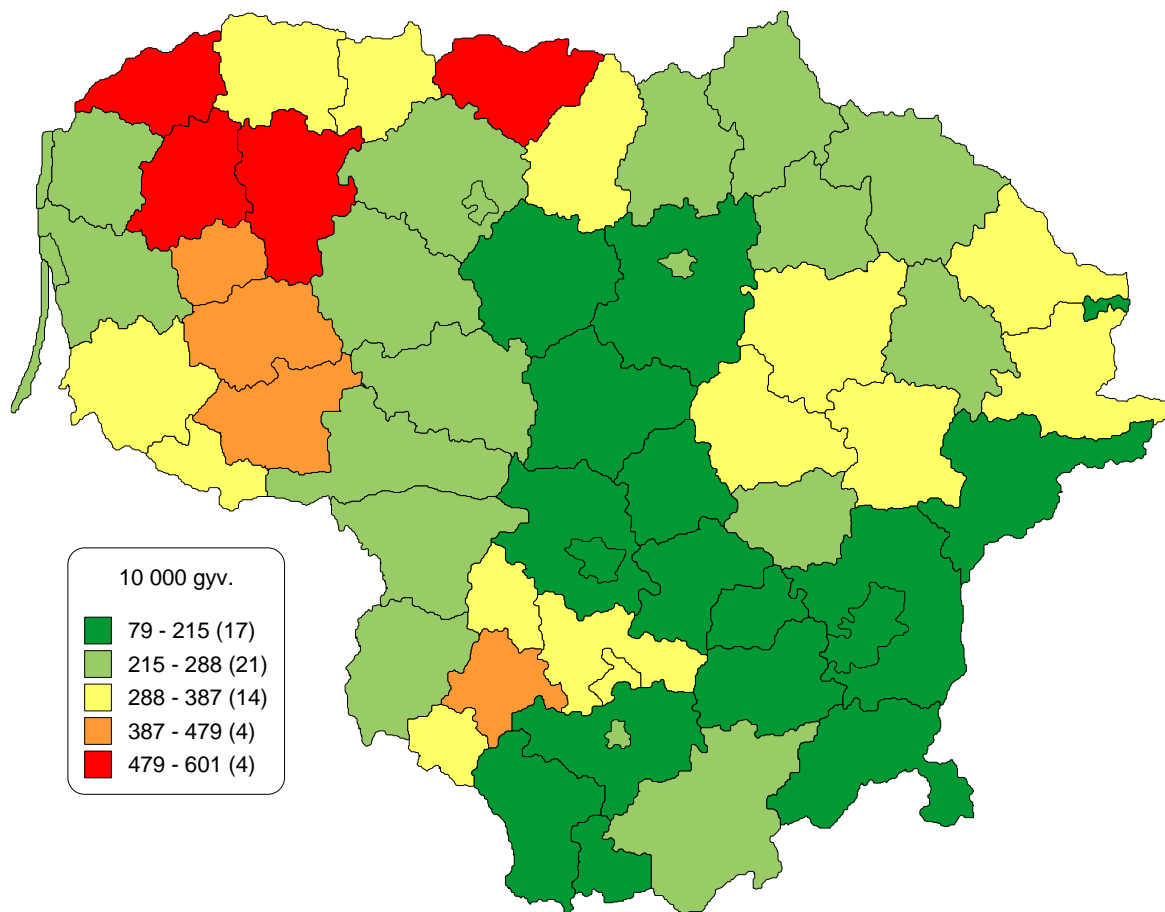 10 000 gyv.
79 - 215 (17)
215 - 288 (21)
288 - 387 (14)
387 - 479 (4)
479 - 601 (4)